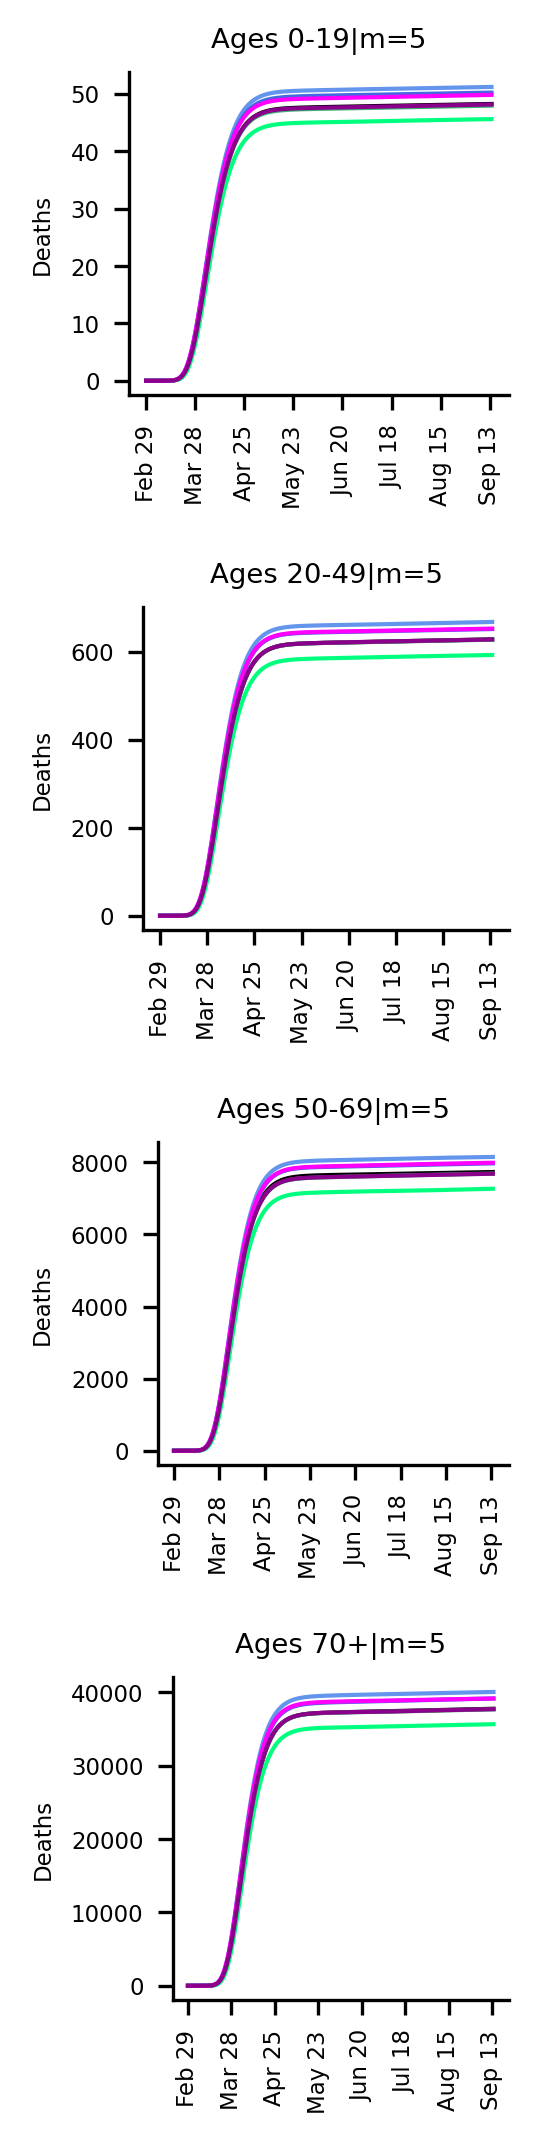 Ages 0-19|m=5
Deaths
50
40
30
20
10
0
Feb 29
Mar 28
Apr 25
May 23
Jun 20
Jul 18
Aug 15
Sep 13
Ages 20-49|m=5
Deaths
600
400
200
0
Feb 29
Mar 28
Apr 25
May 23
Jun 20
Jul 18
Aug 15
Sep 13
Ages 50-69|m=5
Deaths
8000
6000
4000
2000
0
Feb 29
Mar 28
Apr 25
May 23
Jun 20
Jul 18
Aug 15
Sep 13
Ages 70+|m=5
Deaths
40000
30000
20000
10000
0
Feb 29
Mar 28
Apr 25
May 23
Jun 20
Jul 18
Aug 15
Sep 13